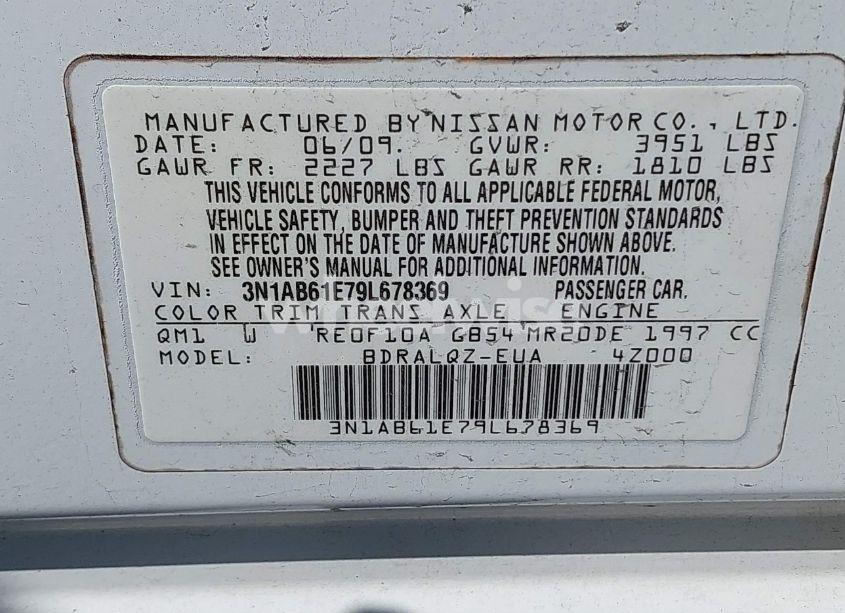 MANUFACTURED BY NISSAN MOTOR CO., LTD.
DATE: 06/09. GVWR: 3951 LBS
GAWR FR: 2227 LBS GAWR RR: 1810 LBS
THIS VEHICLE CONFORMS TO ALL APPLICABLE FEDERAL MOTOR,
VEHICLE SAFETY, BUMPER AND THEFT PREVENTION STANDARDS
IN EFFECT ON THE DATE OF MANUFACTURE SHOWN ABOVE.
SEE OWNER'S MANUAL FOR ADDITIONAL INFORMATION.
VIN: 3N1AB61E79L678369 PASSENGER CAR.
COLOR TRIM TRANS AXLE ENGINE
QM1 W RE0F10A GB54 MR20DE 1997 CC
MODEL: BDRALQZ-EUA 4Z000
3N1AB61E79L678369